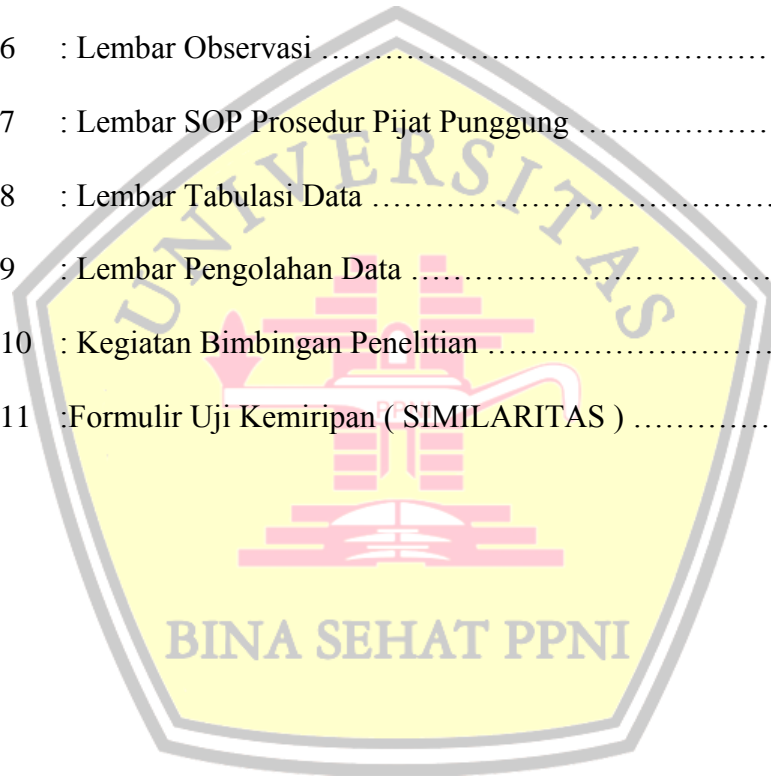 6 : Lembar Observasi ……………………………………
7 : Lembar SOP Prosedur Pijat Punggung ………………
8 : Lembar Tabulasi Data …………………………………
9 : Lembar Pengolahan Data ………………………………
10 : Kegiatan Bimbingan Penelitian ………………………
11 :Formulir Uji Kemiripan ( SIMILARITAS ) ……………
UNIVERSITAS
PPNI
BINA SEHAT PPNI